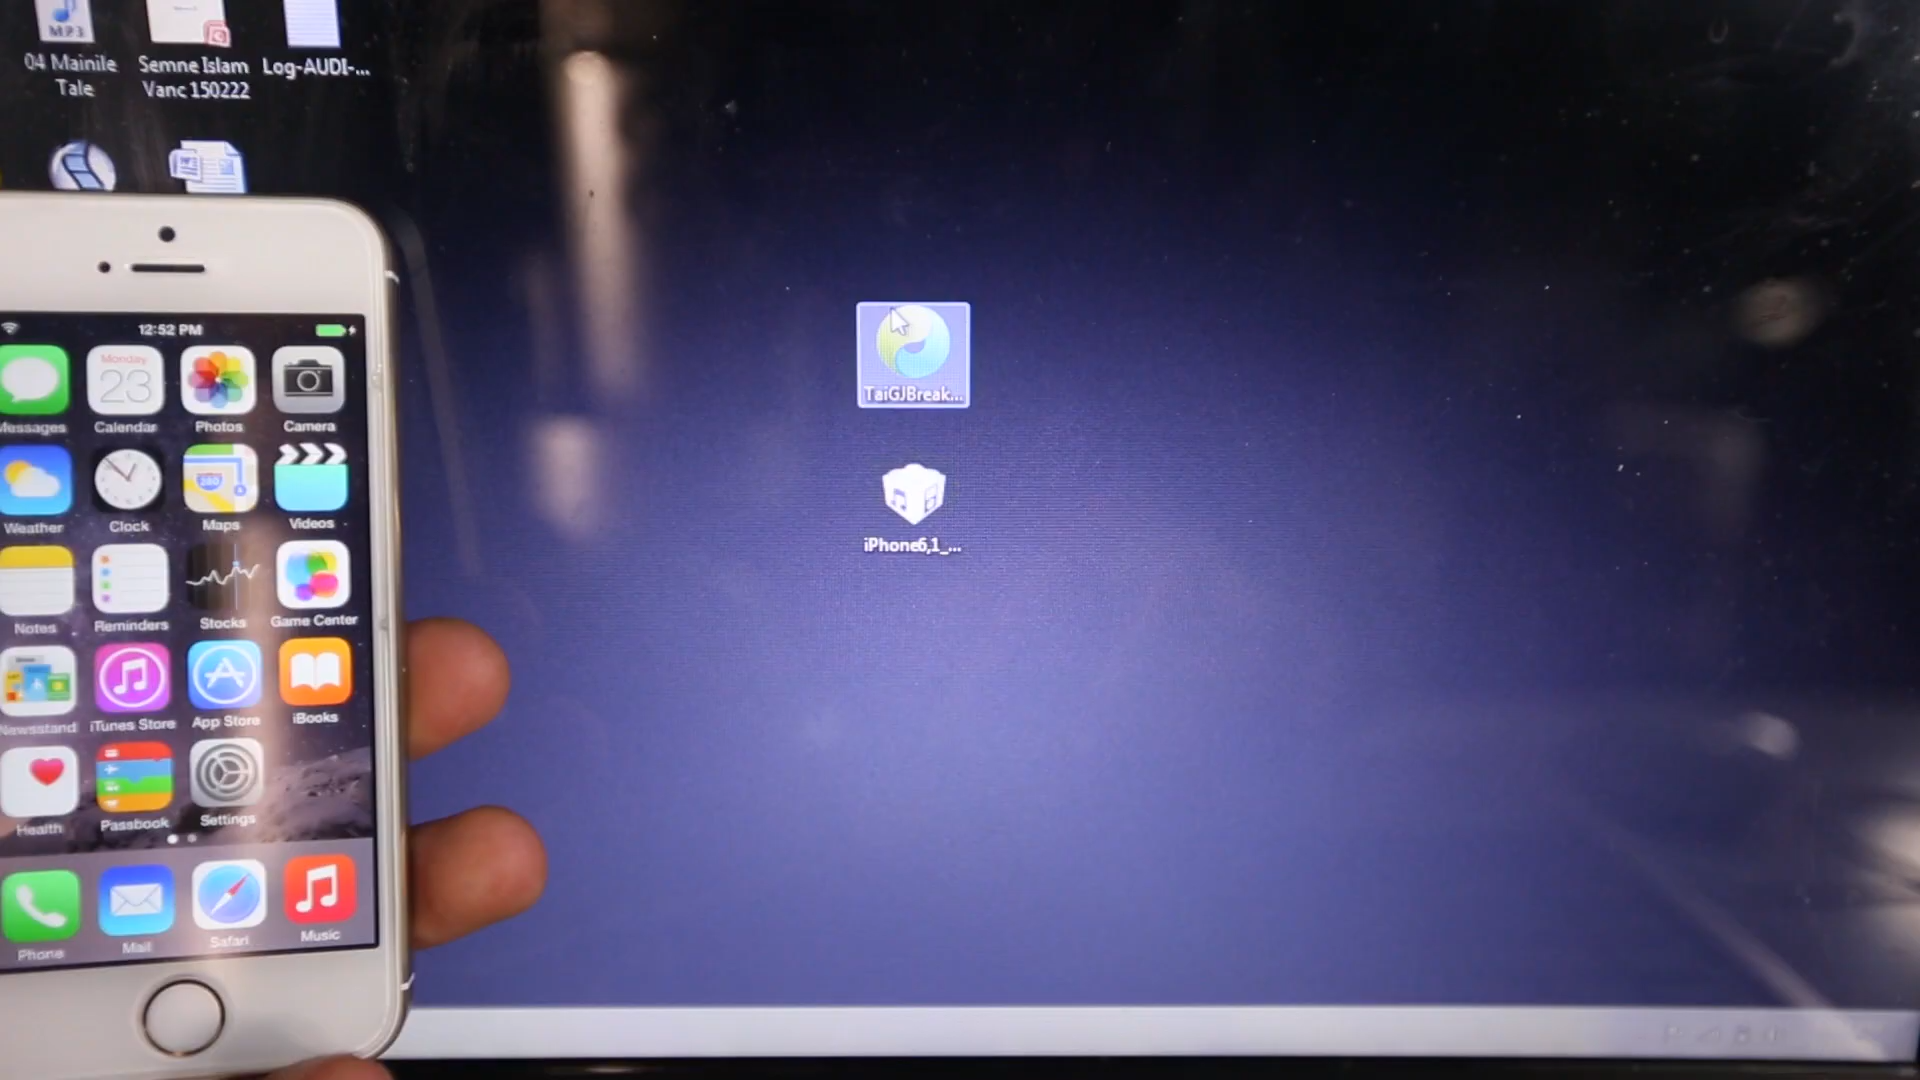 MP3
04 Mainile
Tale
Semne Islam
Vanc 150222
Log-AUDI-...
12:52 PM
Messages
Monday
23
Calendar
Photos
Camera
Weather
Clock
280
Maps
Videos
Notes
Reminders
Stocks
Game Center
Newsstand
iTunes Store
App Store
iBooks
Health
Passbook
Settings
Phone
Mail
Safari
Music
TaiGJBreak...
iPhone6,1_...